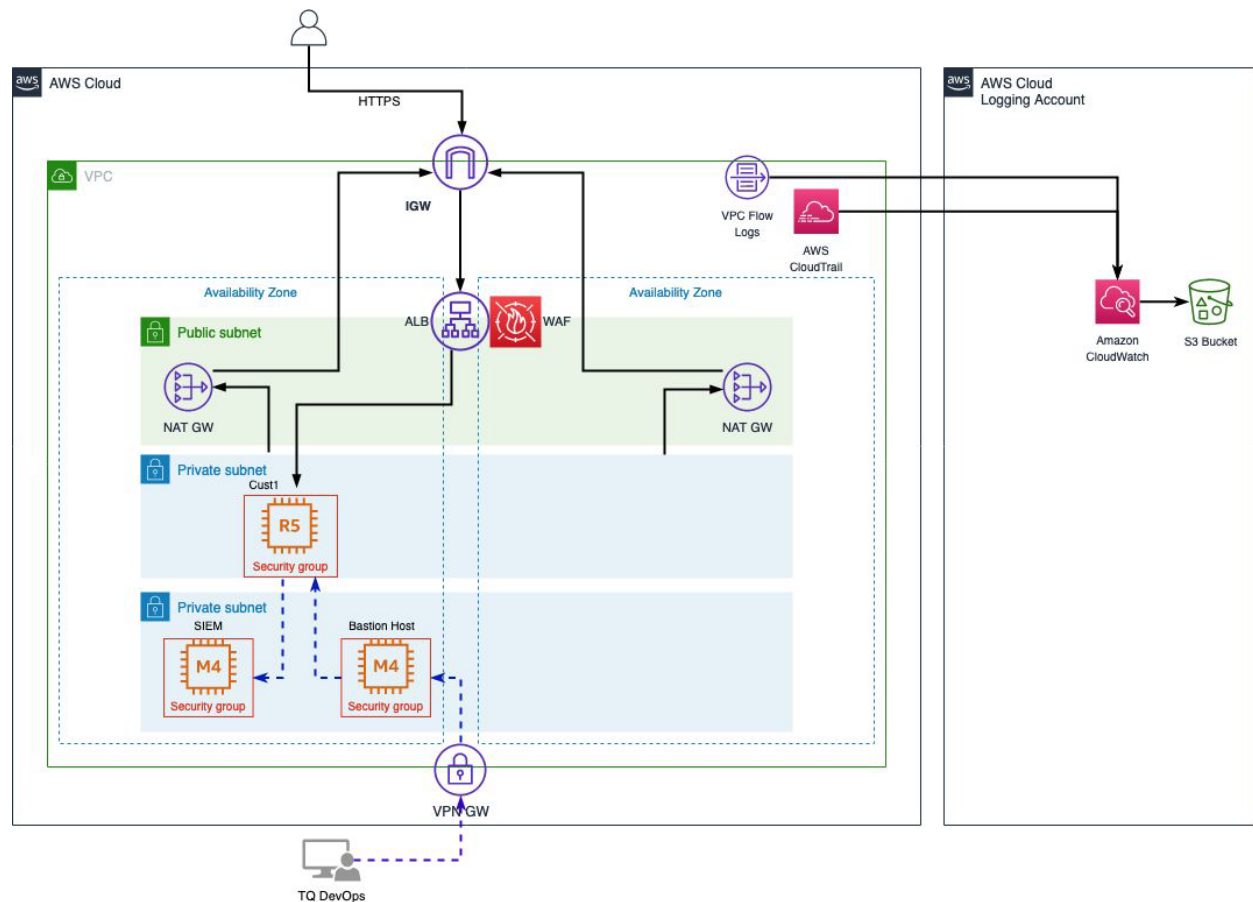 aws
AWS Cloud
HTTPS
VPC
IGW
VPC Flow
Logs
AWS
CloudTrail
Availability Zone
Availability Zone
ALB
WAF
Public subnet
NAT GW
NAT GW
Private subnet
Cust1
R5
Security group
Private subnet
SIEM
Bastion Host
M4
M4
Security group
Security group
VPN GW
TQ DevOps
aws
AWS Cloud
Logging Account
Amazon
CloudWatch
S3 Bucket